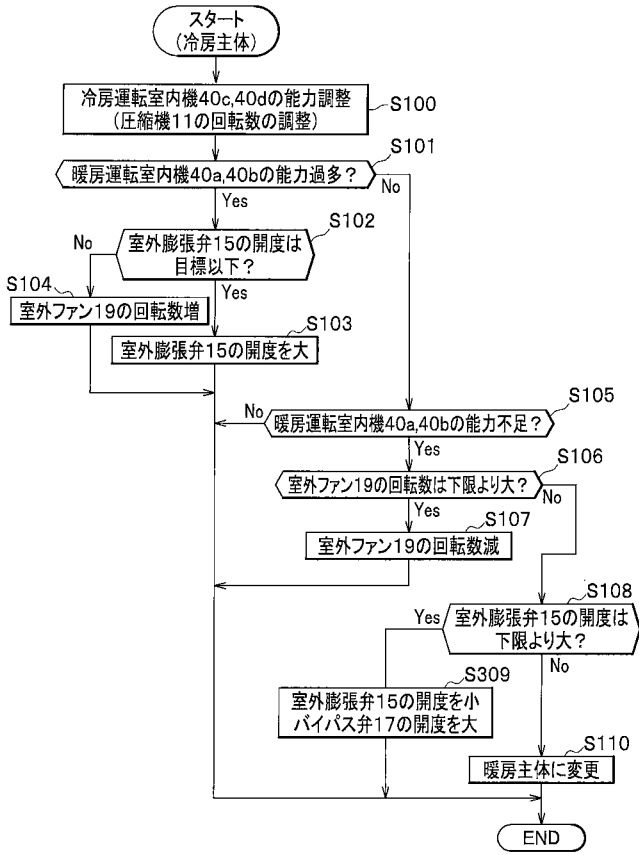 スタート
(冷房主体)
冷房運転室内機40c,40dの能力調整
(圧縮機11の回転数の調整)
S100
S101
暖房運転室内機40a,40bの能力過多?
No
Yes
S102
No
室外膨張弁15の開度は
目標以下?
S104
Yes
室外ファン19の回転数増
S103
室外膨張弁15の開度を大
S105
No
暖房運転室内機40a,40bの能力不足?
Yes
S106
室外ファン19の回転数は下限より大?
No
Yes
S107
室外ファン19の回転数減
S108
Yes
室外膨張弁15の開度は
下限より大?
No
S309
室外膨張弁15の開度を小
バイパス弁17の開度を大
S110
暖房主体に変更
END